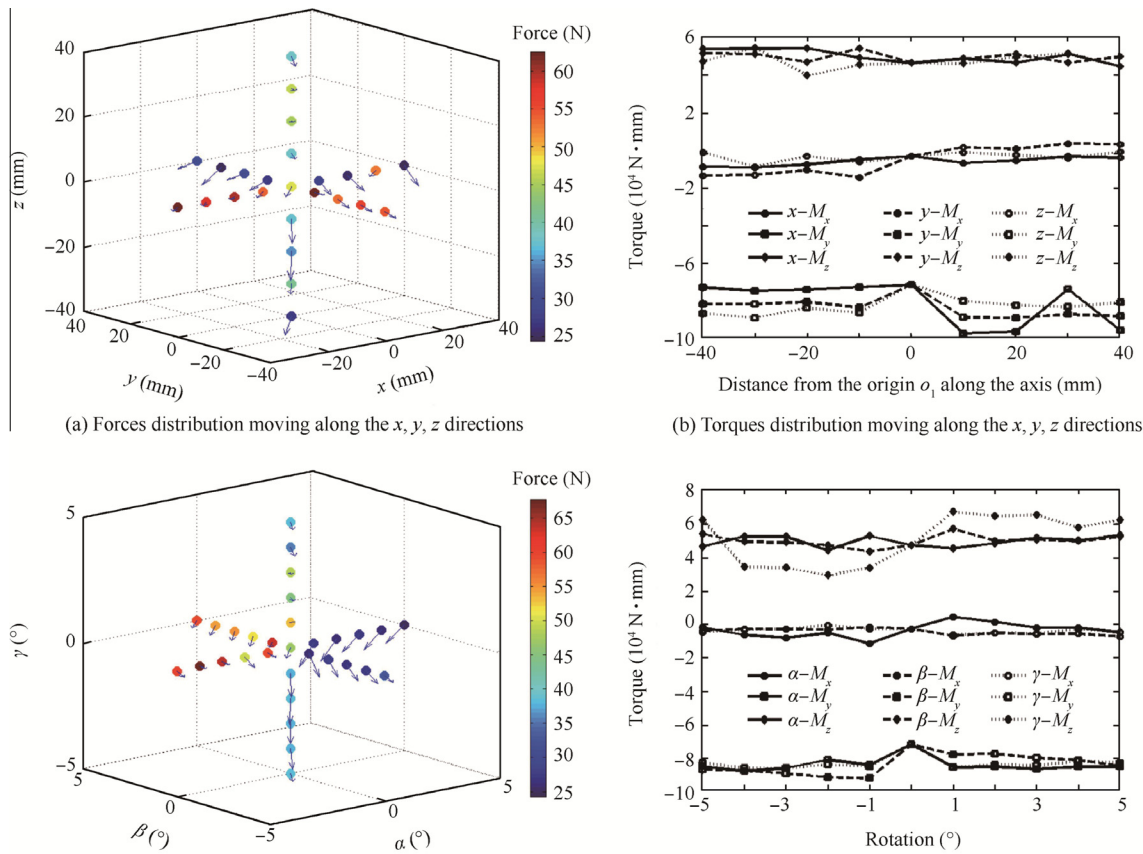 Force (N)
40
20
0
−20
−40
z (mm)
20
0
−20
−40
y (mm)
−40
−20
0
20
40
x (mm)
60
55
50
45
40
35
30
25
(a) Forces distribution moving along the x, y, z directions
6
2
−2
−6
−10
Torque (10⁴ N • mm)
x−Mx
x−My
x−Mz
y−Mx
y−My
y−Mz
z−Mx
z−My
z−Mz
−40
−20
0
20
40
Distance from the origin o₁ along the axis (mm)
(b) Torques distribution moving along the x, y, z directions
Force (N)
5
0
−5
γ (°)
5
0
−5
β (°)
0
5
α (°)
65
60
55
50
45
40
35
30
25
8
6
4
2
0
−2
−4
−6
−8
−10
Torque (10⁴ N • mm)
α−Mx
α−My
α−Mz
β−Mx
β−My
β−Mz
γ−Mx
γ−My
γ−Mz
−5
−3
−1
1
3
5
Rotation (°)